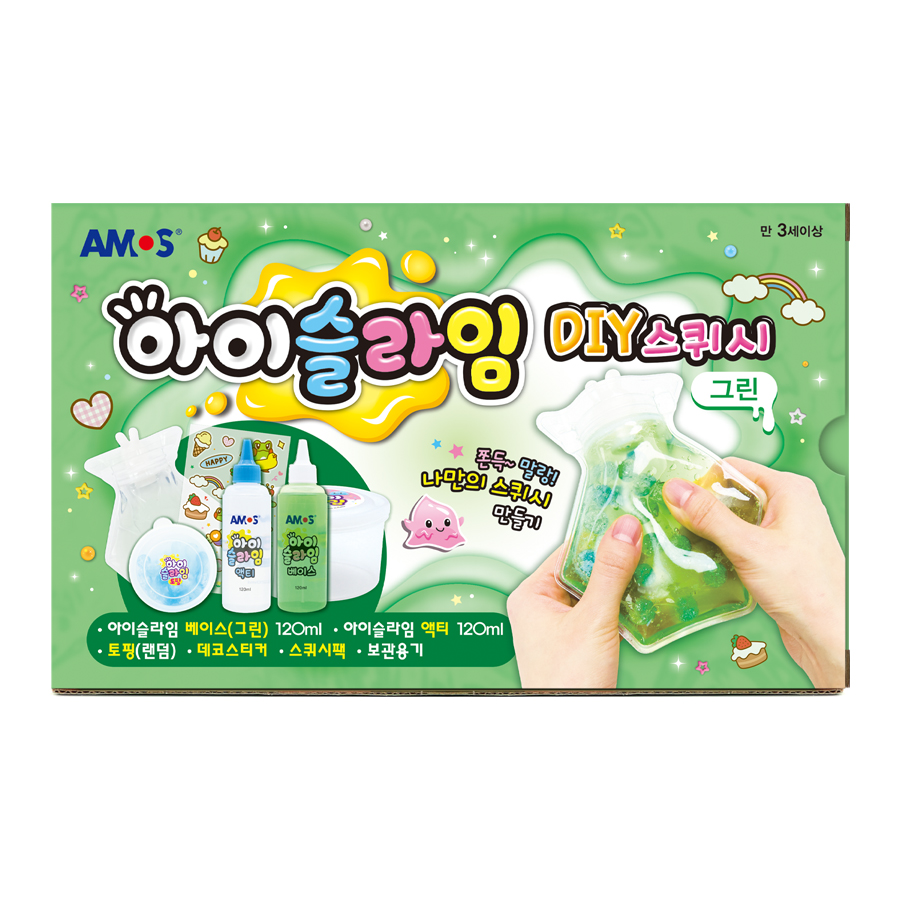 AMOS®
만 3세이상
아이슬라임 DIY 스퀴시
그린
쫀득~ 말랑!
나만의 스퀴시
만들기
HAPPY
AMOS
아이
슬라임
액티
120ml
AMOS
아이
슬라임
베이스
120ml
아이
슬라임
토핑
• 아이슬라임 베이스(그린) 120ml • 아이슬라임 액티 120ml
• 토핑(랜덤) • 데코스티커 • 스퀴시팩 • 보관용기